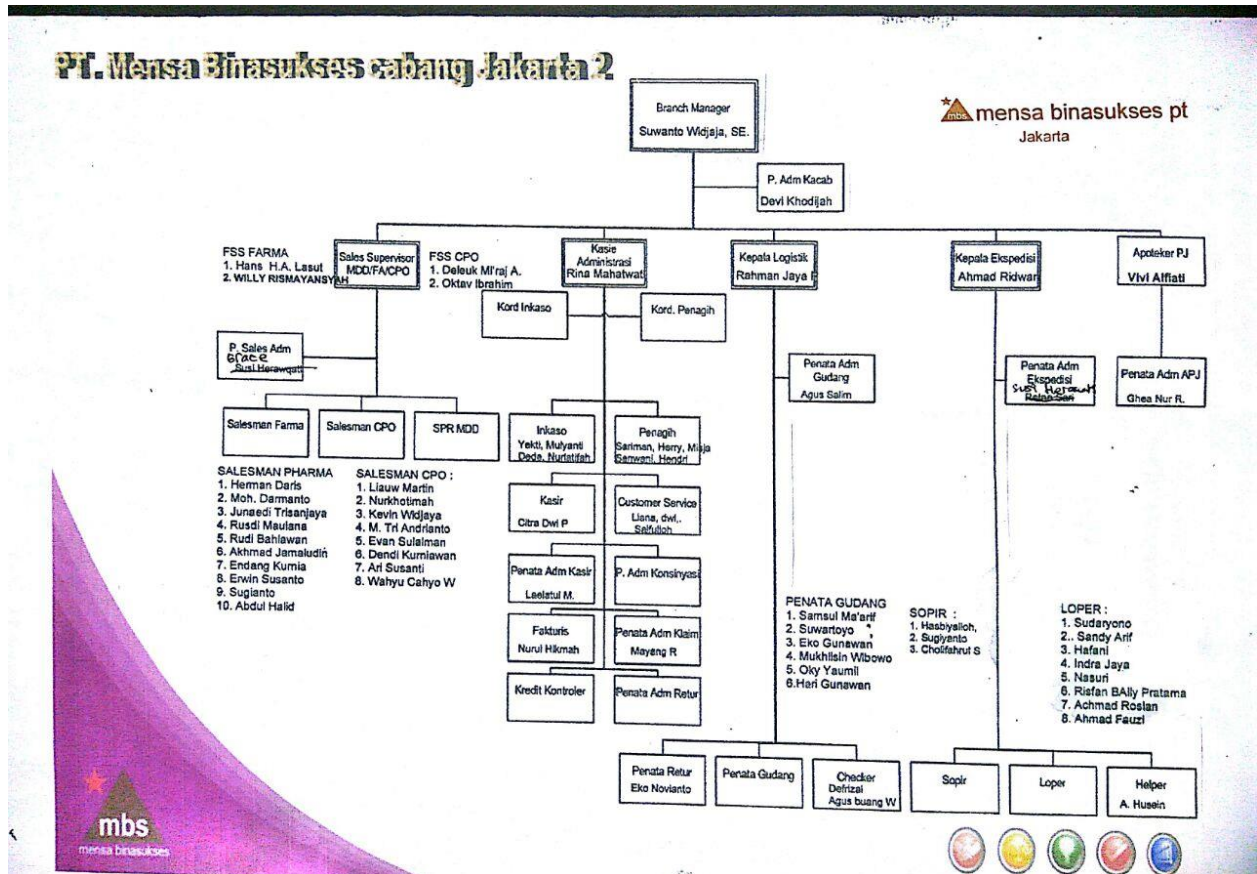 PT. Mensa Binasukses cabang Jakarta 2
mbs mensa binasukses pt
Jakarta
Branch Manager
Suwanto Widjaja, SE.
P. Adm Kacab
Devi Khodijah
FSS FARMA
1. Hans H.A. Lasut
2. WILLY RISMAYANSYAH
Sales Supervisor
MDD/FA/CPO
FSS CPO
1. Deleuk Mi'raj A.
2. Oktav Ibrahim
Kasie
Administrasi
Rina Mahatwat
Kepala Logistik
Rahman Jaya
Kepala Ekspedisi
Ahmad Ridwan
Apoteker PJ
Vivi Alfiati
Kord Inkaso
Kord. Penagih
P. Sales Adm
Grace
Susi Herawqati
Penata Adm
Gudang
Agus Salim
Penata Adm
Ekspedisi
Susi Herawati
Penata Adm APJ
Ghea Nur R.
Salesman Farma
Salesman CPO
SPR MDD
Inkaso
Yekti, Mulyanti
Dede, Nurlatifah
Penagih
Sariman, Herry, Misja
Sanwani, Hendri
SALESMAN PHARMA
1. Herman Daris
2. Moh. Darmanto
3. Junaedi Trisanjaya
4. Rusdi Maulana
5. Rudi Bahlawan
6. Akhmad Jamaludin
7. Endang Kurnia
8. Erwin Susanto
9. Sugianto
10. Abdul Halid
SALESMAN CPO :
1. Liauw Martin
2. Nurkhotimah
3. Kevin Widjaya
4. M. Tri Andrianto
5. Evan Sulaiman
6. Dendi Kurniawan
7. Ari Susanti
8. Wahyu Cahyo W
Kasir
Citra Dwi P
Customer Service
Liana, dwi,.
Saifulloh
Penata Adm Kasir
Laelatul M.
P. Adm Konsinyasi
Fakturis
Nurul Hikmah
Penata Adm Klaim
Mayang R
Kredit Kontroler
Penata Adm Retur
PENATA GUDANG
1. Samsul Ma'arif
2. Suwartoyo
3. Eko Gunawan
4. Mukhlisin Wibowo
5. Oky Yaumil
6.Hari Gunawan
SOPIR :
1. Hasbiyalloh,
2. Sugiyanto
3. Cholifahrut S
LOPER :
1. Sudaryono
2.. Sandy Arif
3. Hafani
4. Indra Jaya
5. Nasuri
6. Risfan BAlly Pratama
7. Achmad Roslan
8. Ahmad Fauzi
Penata Retur
Eko Novianto
Penata Gudang
Checker
Defrizal
Agus buang W
Sopir
Loper
Helper
A. Husein
mbs
mensa binasukses